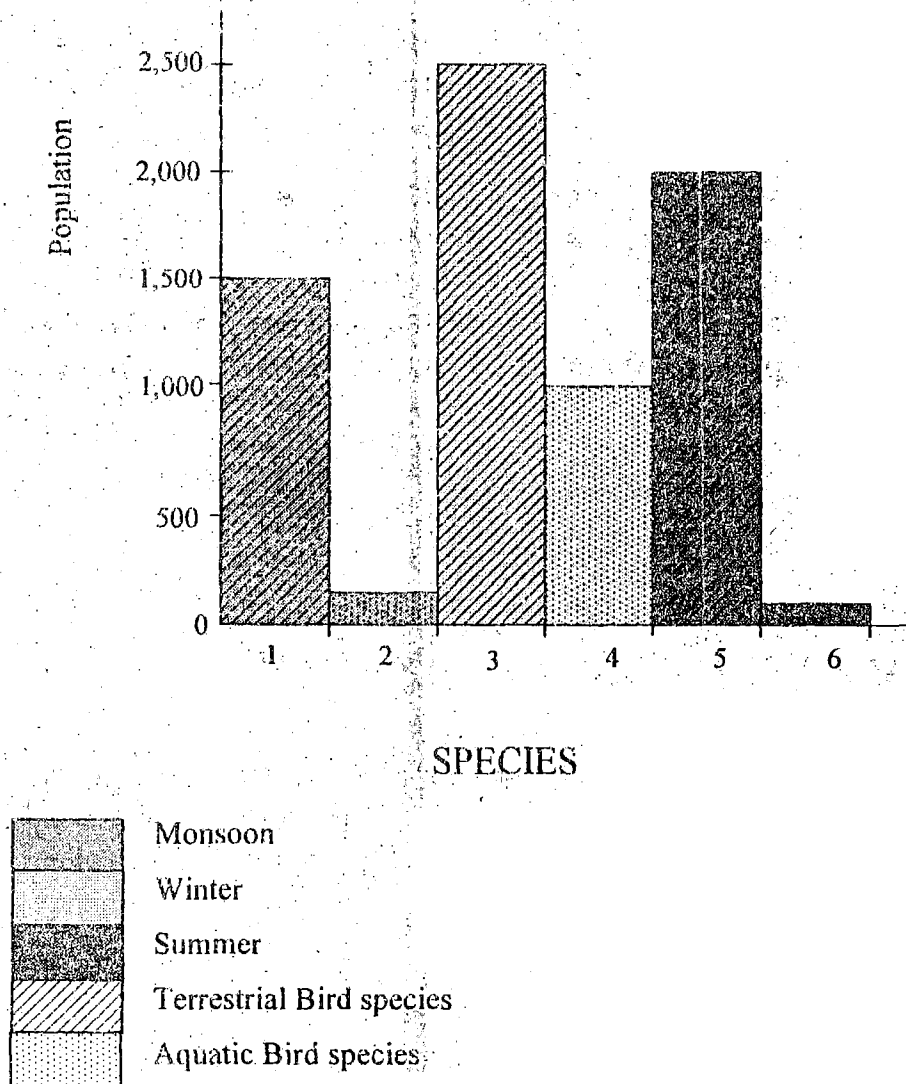 2,500
Population
2,000
1,500
1,000
500
0
1 2 3 4 5 6
SPECIES
Monsoon
Winter
Summer
Terrestrial Bird species
Aquatic Bird species